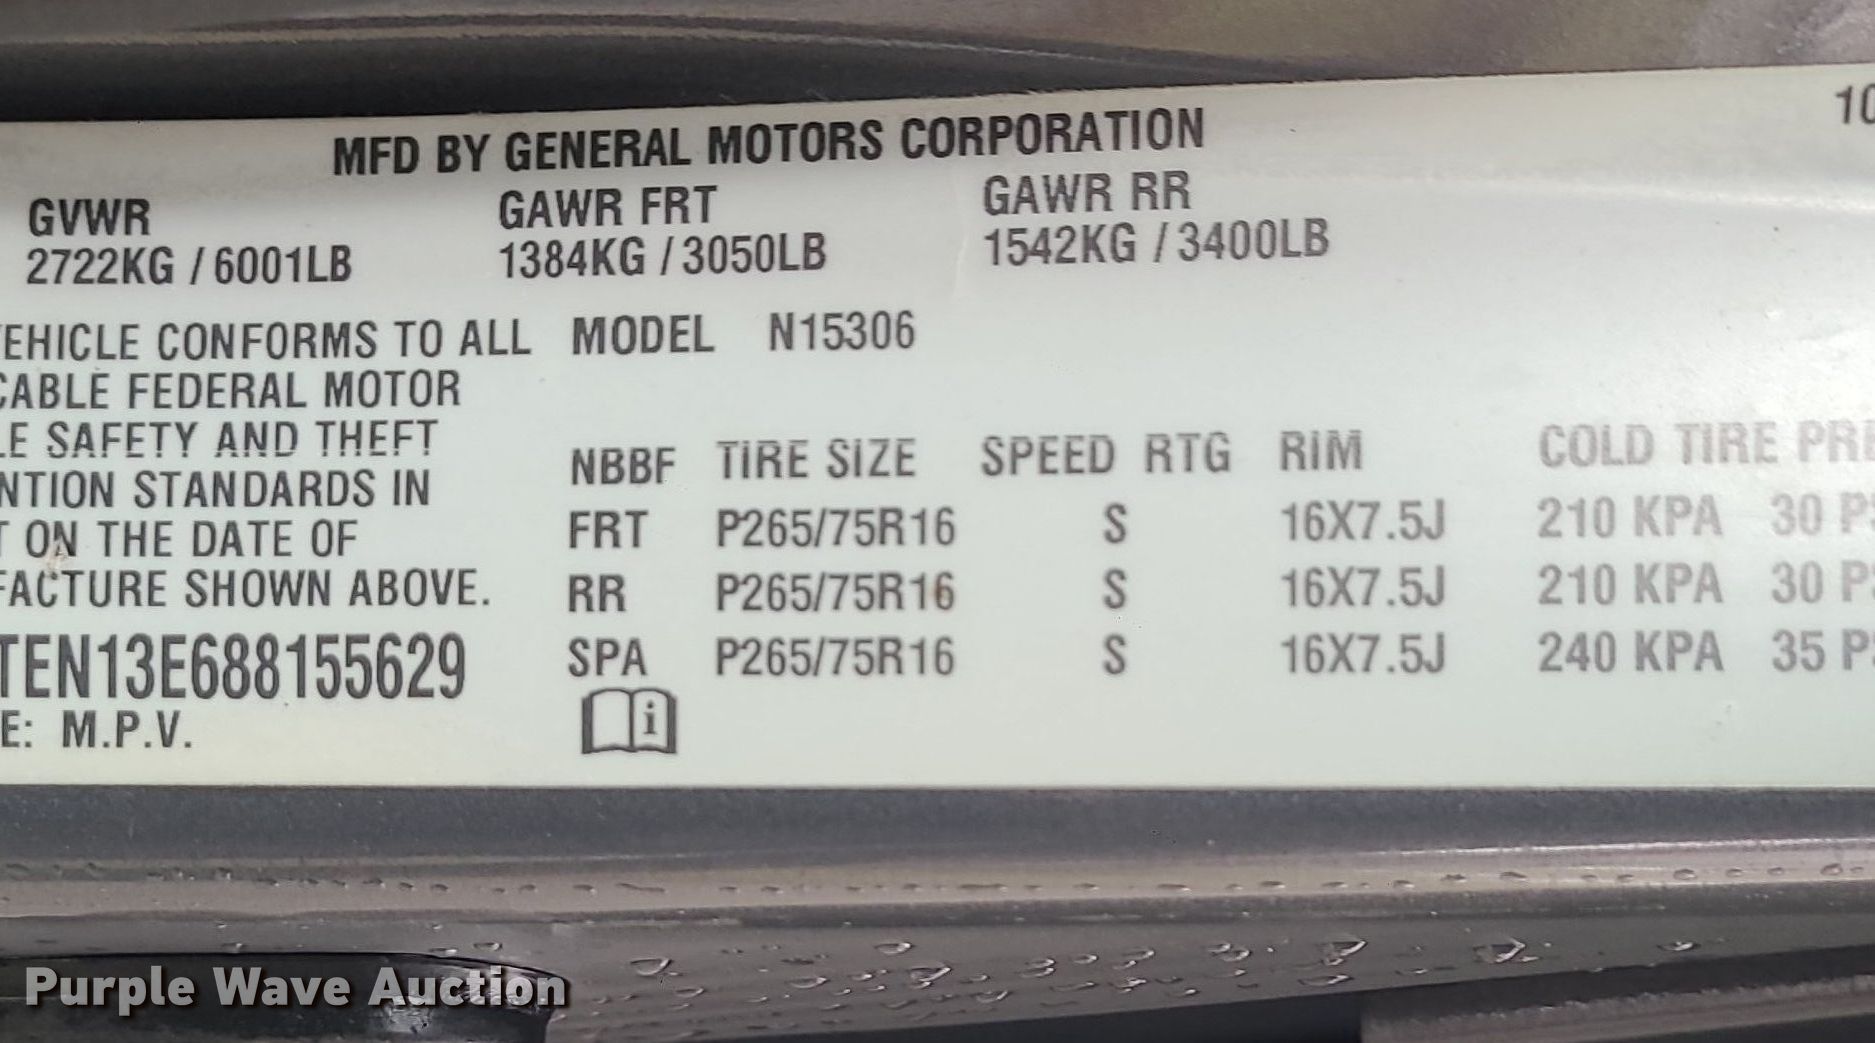 MFD BY GENERAL MOTORS CORPORATION
10
GVWR GAWR FRT GAWR RR
2722KG / 6001LB 1384KG / 3050LB 1542KG / 3400LB
EHICLE CONFORMS TO ALL MODEL N15306
CABLE FEDERAL MOTOR
LE SAFETY AND THEFT
NTION STANDARDS IN
T ON THE DATE OF
FACTURE SHOWN ABOVE.
TEN13E688155629
E: M.P.V.
NBBF TIRE SIZE SPEED RTG RIM COLD TIRE PRE
FRT P265/75R16 S 16X7.5J 210 KPA 30 PS
RR P265/75R16 S 16X7.5J 210 KPA 30 PS
SPA P265/75R16 S 16X7.5J 240 KPA 35 PS
i
Purple Wave Auction